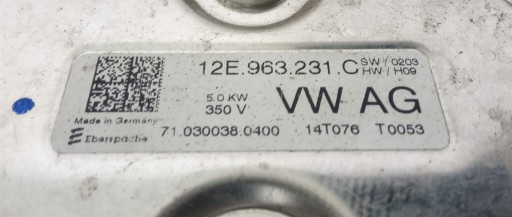 12E.963.231.C SW/0203
HW/H09
5.0 KW
350 V VW AG
Made in Germany
Eberspächer 71.030038.0400 14T076 T0053